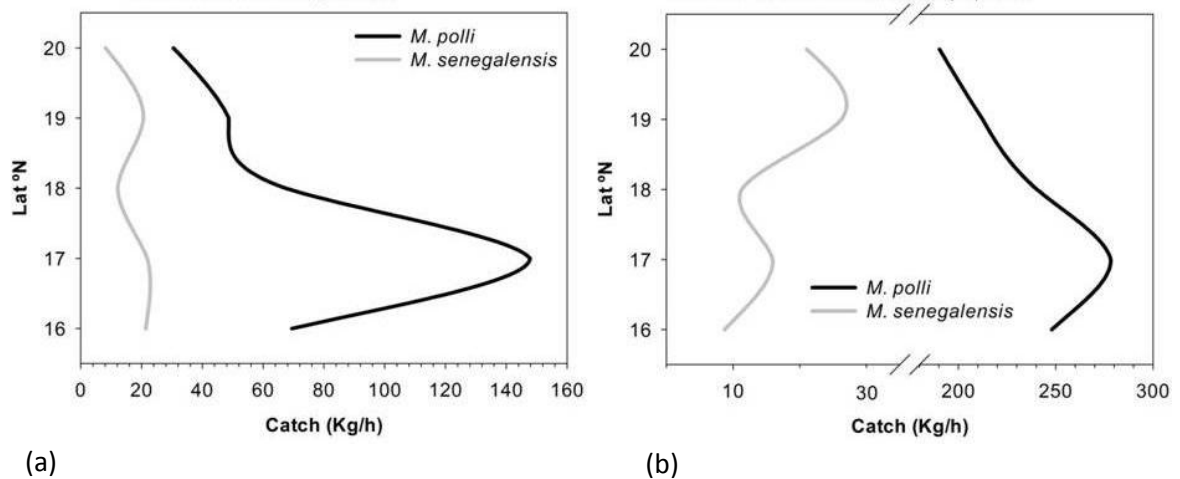 M. polli
M. senegalensis
20
19
18
17
16
Lat ºN
0
20
40
60
80
100
120
140
160
Catch (Kg/h)
(a)
20
19
18
17
16
Lat ºN
M. polli
M. senegalensis
10
30
200
250
300
Catch (Kg/h)
(b)